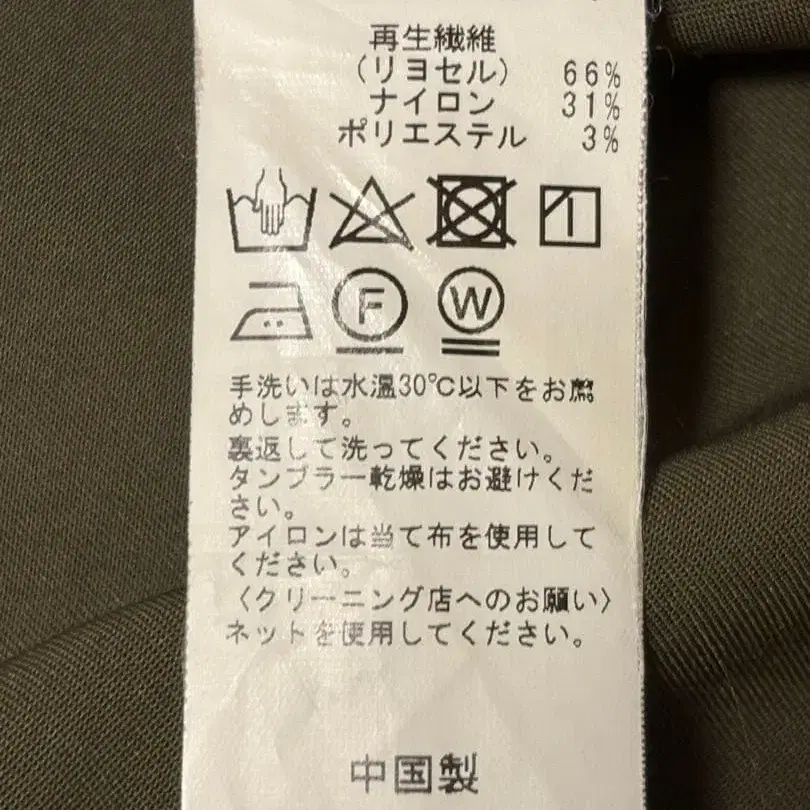 再生繊維
（リヨセル） 66%
ナイロン 31%
ポリエステル 3%
F W
手洗いは水温30℃以下をお薦
めします。
裏返して洗ってください。
タンブラー乾燥はお避けくだ
さい。
アイロンは当て布を使用して
ください。
〈クリーニング店へのお願い〉
ネットを使用してください。
中国製